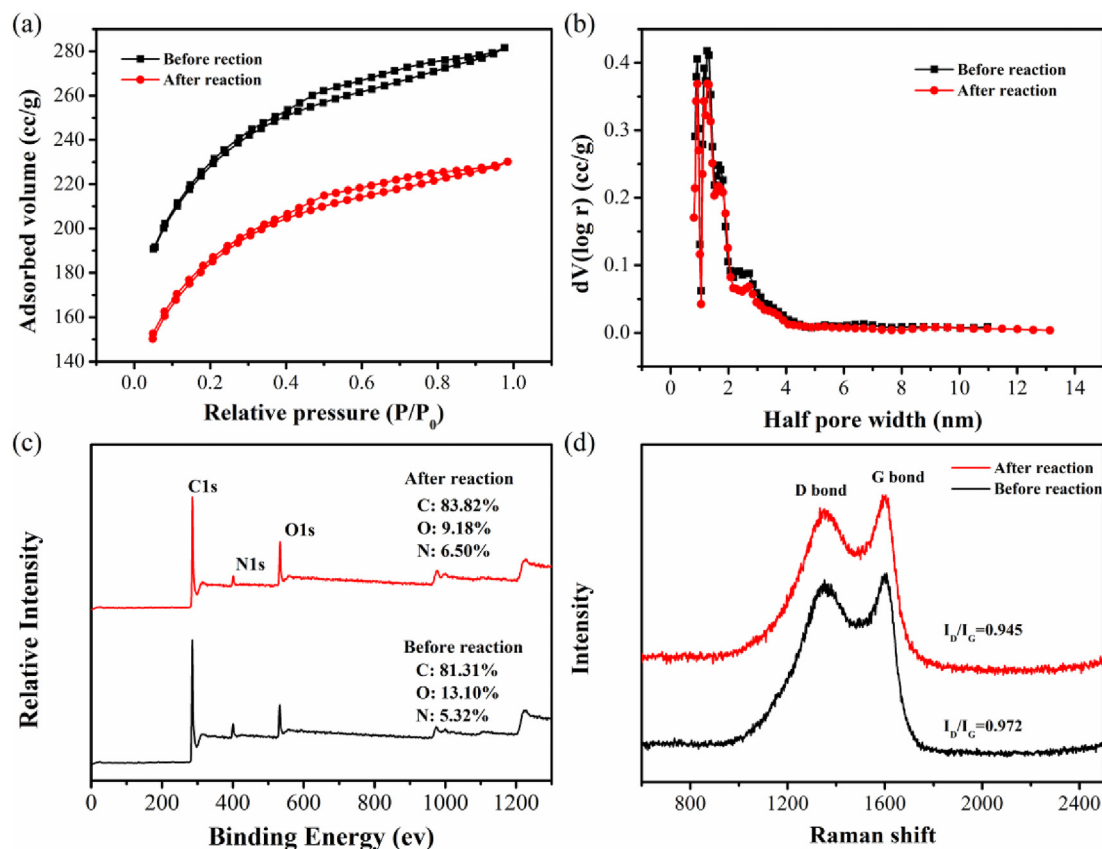 (a)
Before rection
After reaction
280
260
240
220
200
180
160
140
0.0 0.2 0.4 0.6 0.8 1.0
Adsorbed volume (cc/g)
Relative pressure (P/P0)
(b)
Before reaction
After reaction
0.4
0.3
0.2
0.1
0.0
0 2 4 6 8 10 12 14
dV(log r) (cc/g)
Half pore width (nm)
(c)
C1s
N1s
O1s
After reaction
C: 83.82%
O: 9.18%
N: 6.50%
Before reaction
C: 81.31%
O: 13.10%
N: 5.32%
0 200 400 600 800 1000 1200
Relative Intensity
Binding Energy (ev)
(d)
After reaction
Before reaction
D bond
G bond
ID/IG=0.945
ID/IG=0.972
800 1200 1600 2000 2400
Intensity
Raman shift